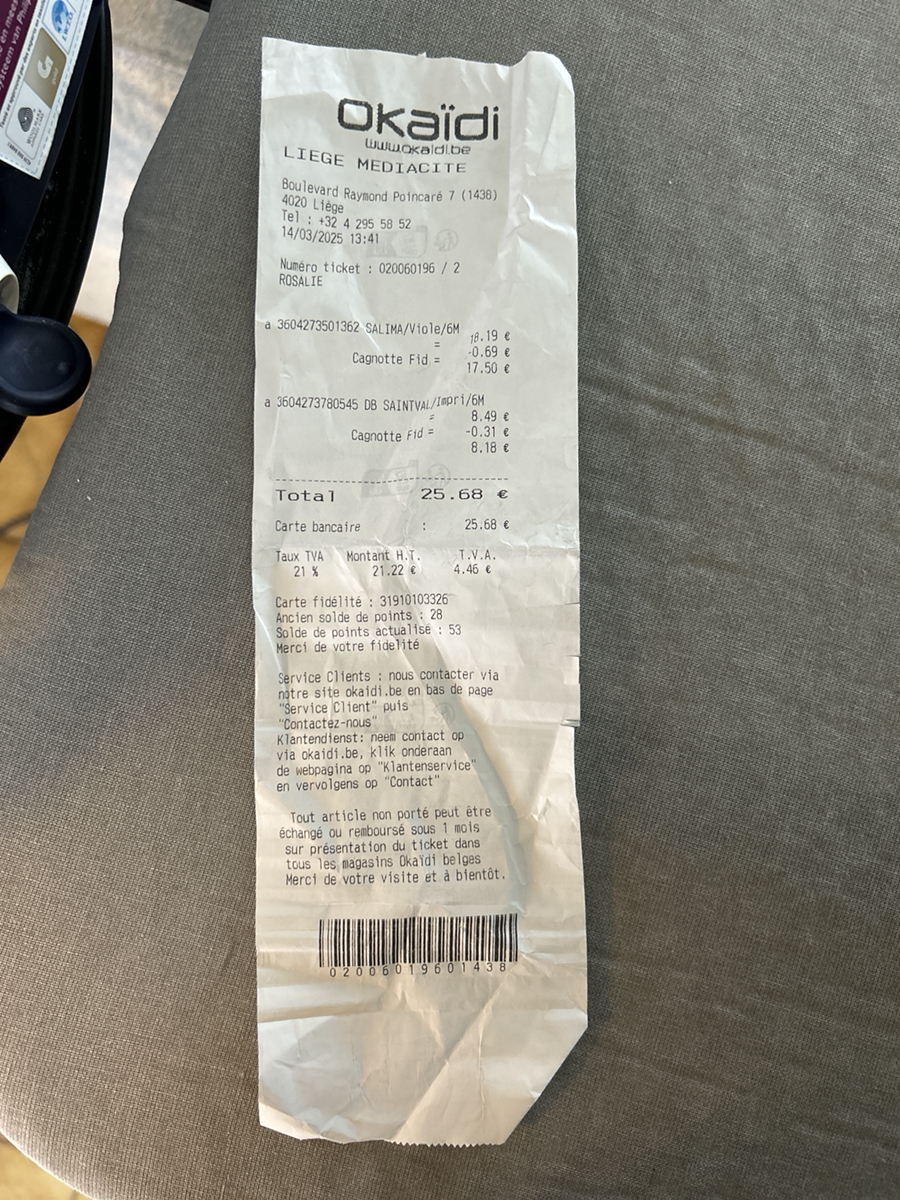 Okaïdi
www.okaidi.be
LIEGE MEDIACITE
Boulevard Raymond Poincaré 7 (1438)
4020 Liège
Tel : +32 4 295 58 52
14/03/2025 13:41
Numéro ticket : 020060196 / 2
ROSALIE
a 3604273501362 SALIMA/Viole/6M
= 18.19 €
Cagnotte Fid = -0.69 €
17.50 €
a 3604273780545 DB SAINTVAL/Impri/6M
= 8.49 €
Cagnotte Fid = -0.31 €
8.18 €
Total 25.68 €
Carte bancaire : 25.68 €
Taux TVA Montant H.T. T.V.A.
21 % 21.22 € 4.46 €
Carte fidélité : 31910103326
Ancien solde de points : 28
Solde de points actualisé : 53
Merci de votre fidelité
Service Clients : nous contacter via
notre site okaidi.be en bas de page
"Service Client" puis
"Contactez-nous"
Klantendienst: neem contact op
via okaidi.be, klik onderaan
de webpagina op "Klantenservice"
en vervolgens op "Contact"
Tout article non porté peut être
échangé ou remboursé sous 1 mois
sur présentation du ticket dans
tous les magasins Okaïdi belges
Merci de votre visite et à bientôt.
02006019601438